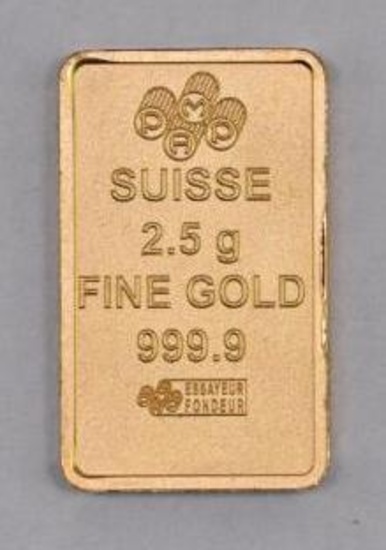 PAMP
SUISSE
2.5 g
FINE GOLD
999.9
ESSAYEUR
FONDEUR